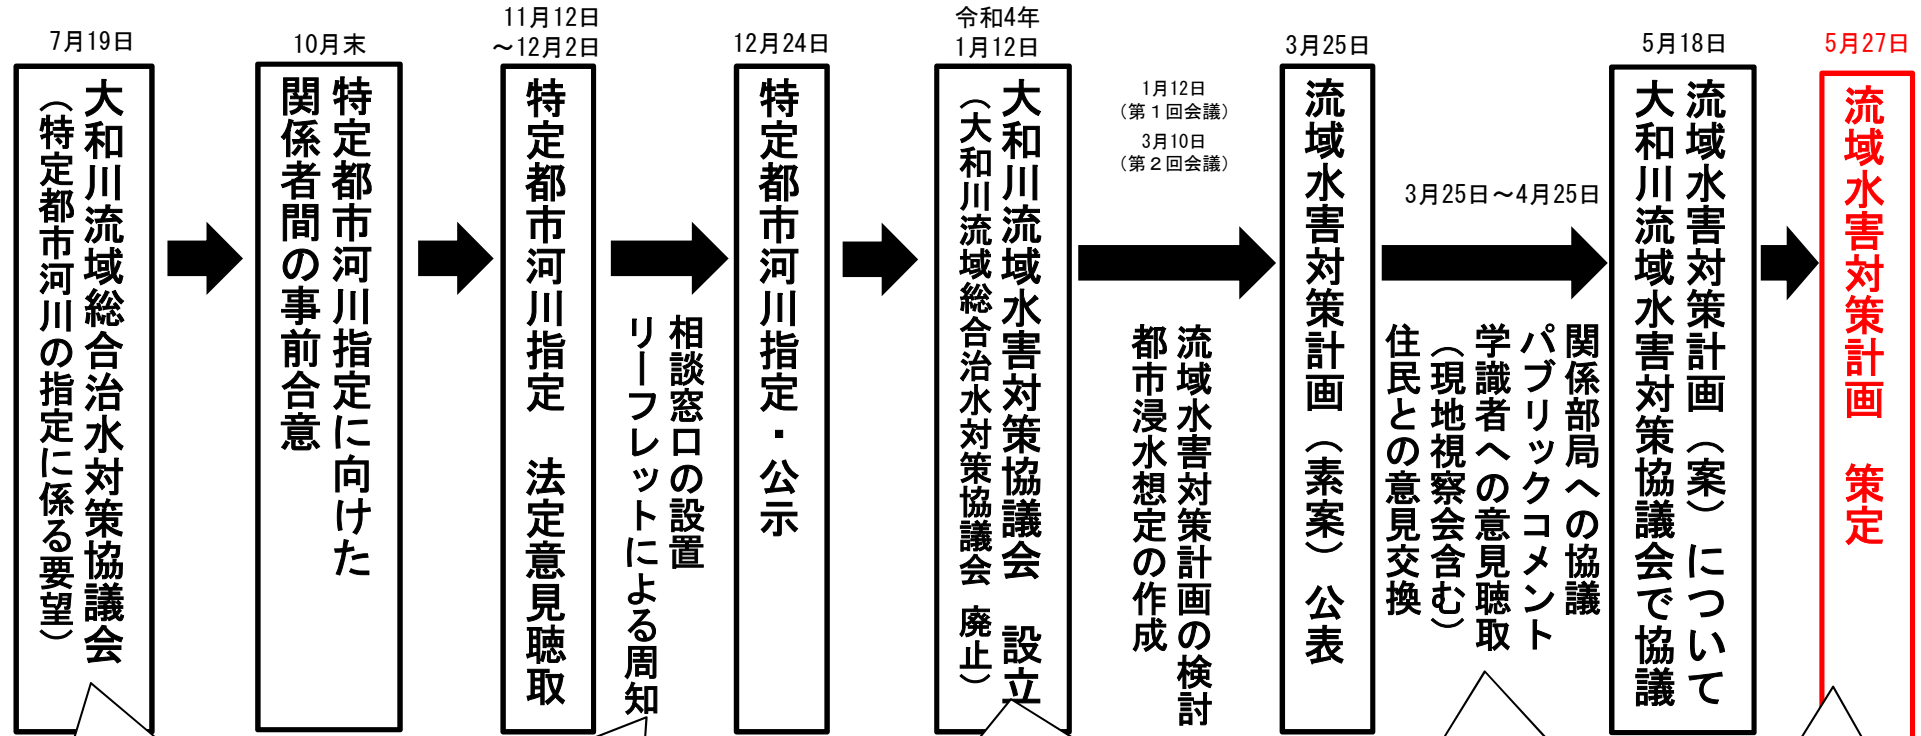 7月19日
大和川流域総合治水対策協議会
（特定都市河川の指定に係る要望）
10月末
特定都市河川指定に向けた
関係者間の事前合意
11月12日
～12月2日
特定都市河川指定　法定意見聴取
相談窓口の設置
リーフレットによる周知
12月24日
特定都市河川指定・公示
令和4年
1月12日
大和川流域水害対策協議会　設立
（大和川流域総合治水対策協議会　廃止）
1月12日
（第１回会議）
3月10日
（第２回会議）
流域水害対策計画の検討
都市浸水想定の作成
3月25日
流域水害対策計画（素案）公表
3月25日～4月25日
関係部局への協議
パブリックコメント
学識者への意見聴取
（現地視察会含む）
住民との意見交換
5月18日
流域水害対策計画（案）について
大和川流域水害対策協議会で協議
5月27日
流域水害対策計画　策定